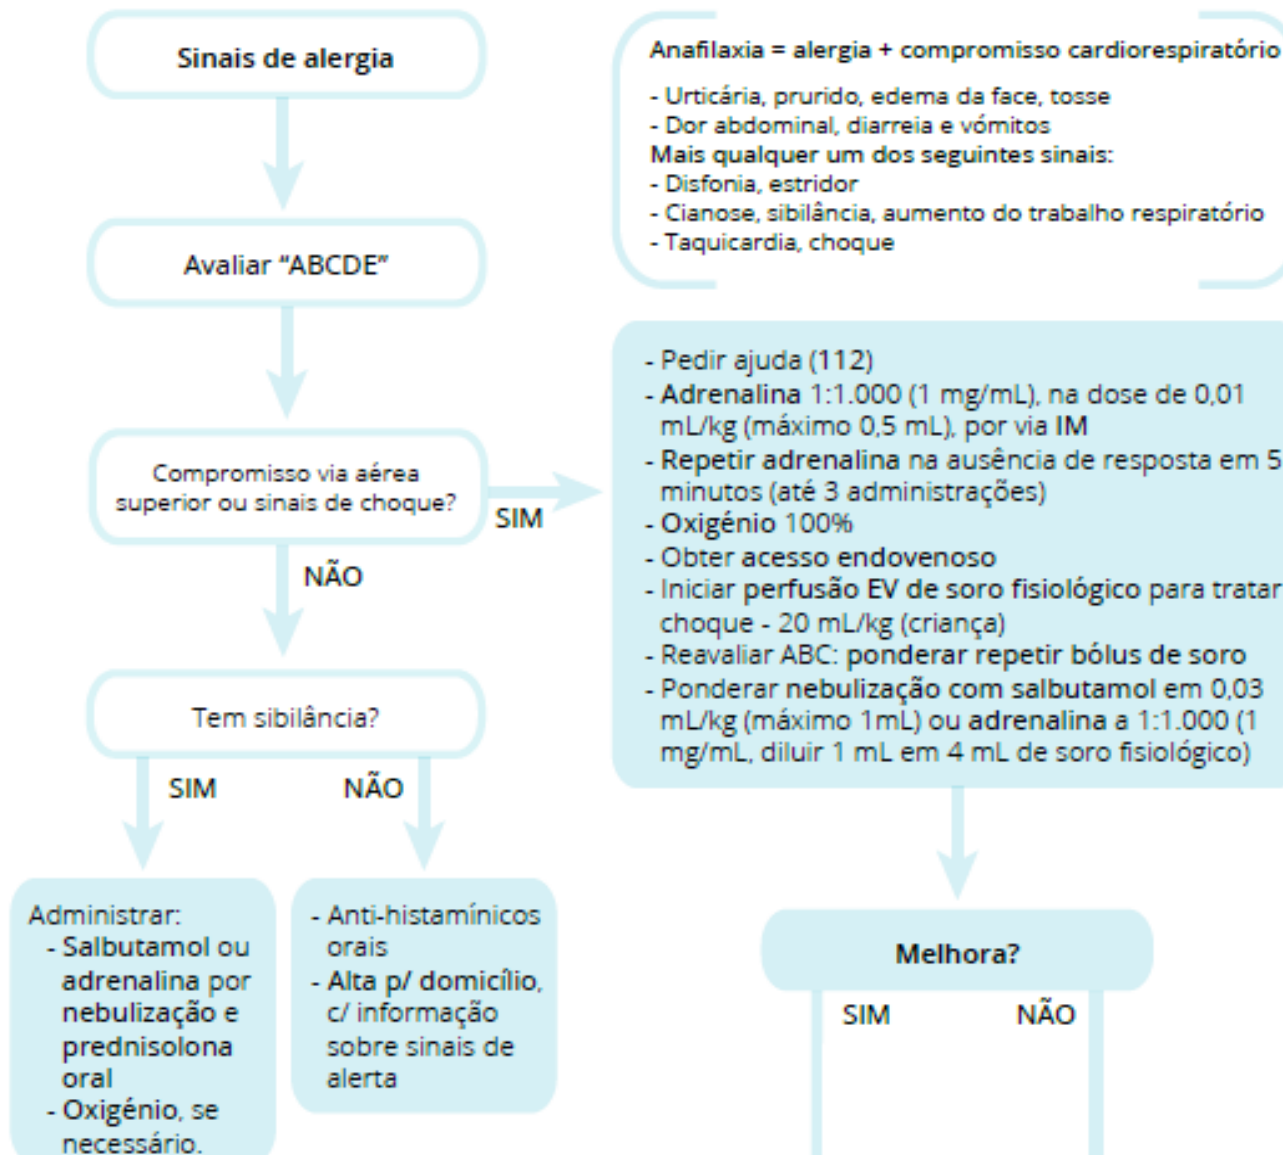 Sinais de alergia
Avaliar “ABCDE”
Compromisso via aérea
superior ou sinais de choque?
SIM
NÃO
Tem sibilância?
SIM
NÃO
Administrar:
- Salbutamol ou
adrenalina por
nebulização e
prednisolona
oral
- Oxigénio, se
necessário.
- Anti-histamínicos
orais
- Alta p/ domicílio,
c/ informação
sobre sinais de
alerta
Anafilaxia = alergia + compromisso cardiorespiratório
- Urticária, prurido, edema da face, tosse
- Dor abdominal, diarreia e vómitos
Mais qualquer um dos seguintes sinais:
- Disfonia, estridor
- Cianose, sibilância, aumento do trabalho respiratório
- Taquicardia, choque
- Pedir ajuda (112)
- Adrenalina 1:1.000 (1 mg/mL), na dose de 0,01
mL/kg (máximo 0,5 mL), por via IM
- Repetir adrenalina na ausência de resposta em 5
minutos (até 3 administrações)
- Oxigénio 100%
- Obter acesso endovenoso
- Iniciar perfusão EV de soro fisiológico para tratar
choque - 20 mL/kg (criança)
- Reavaliar ABC: ponderar repetir bólus de soro
- Ponderar nebulização com salbutamol em 0,03
mL/kg (máximo 1mL) ou adrenalina a 1:1.000 (1
mg/mL, diluir 1 mL em 4 mL de soro fisiológico)
Melhora?
SIM
NÃO